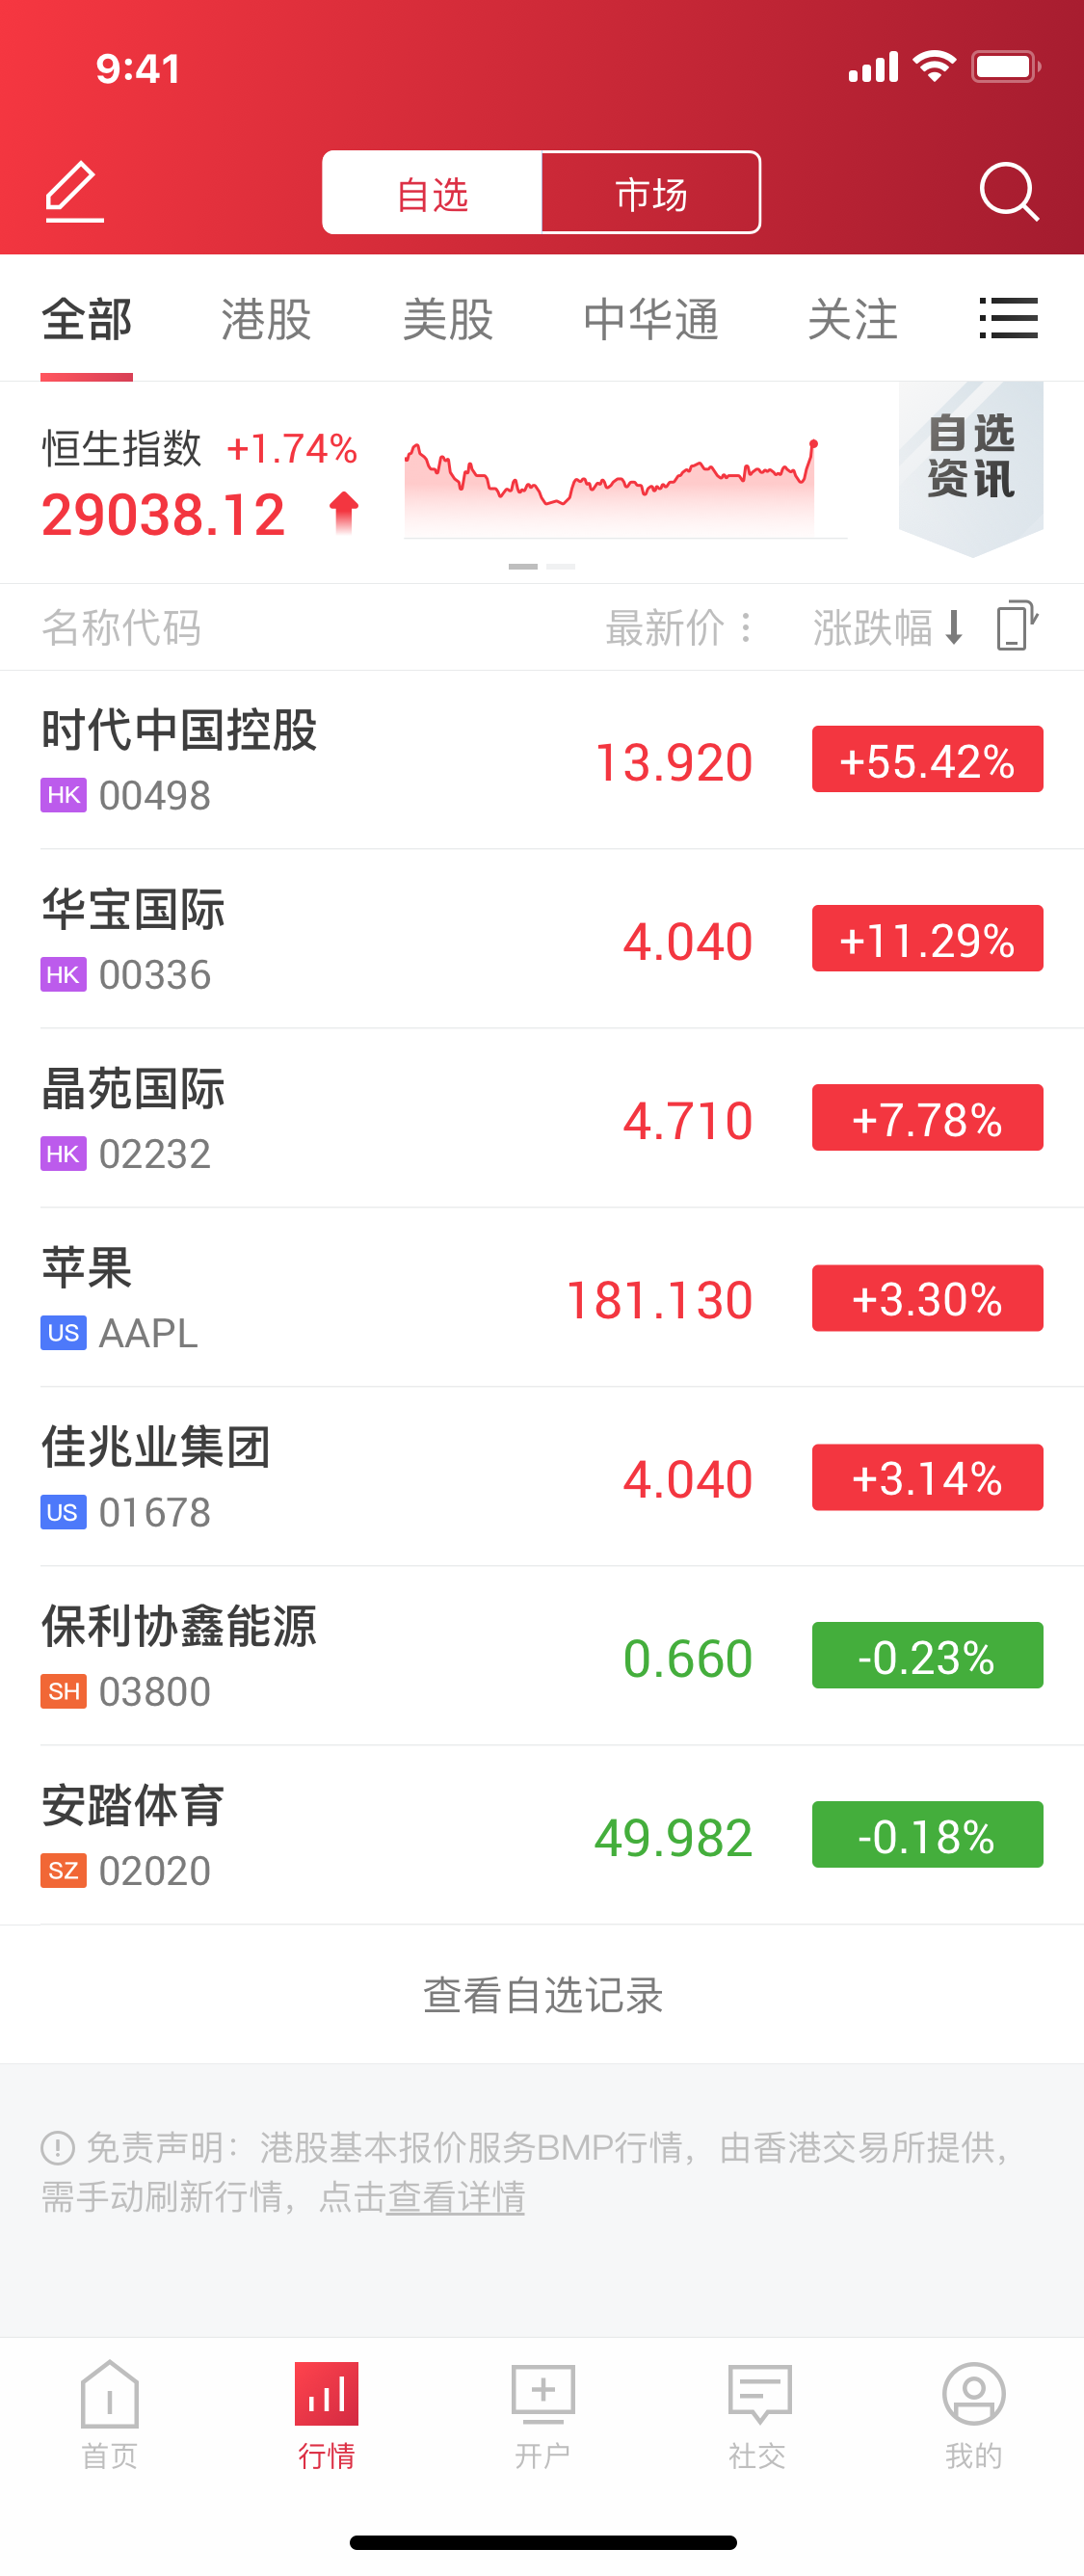 9:41
自选 市场
全部 港股 美股 中华通 关注
恒生指数 +1.74%
29038.12
自选
资讯
名称代码 最新价 涨跌幅
时代中国控股
HK 00498
13.920 +55.42%
华宝国际
HK 00336
4.040 +11.29%
晶苑国际
HK 02232
4.710 +7.78%
苹果
US AAPL
181.130 +3.30%
佳兆业集团
US 01678
4.040 +3.14%
保利协鑫能源
SH 03800
0.660 -0.23%
安踏体育
SZ 02020
49.982 -0.18%
查看自选记录
免责声明：港股基本报价服务BMP行情，由香港交易所提供，
需手动刷新行情，点击查看详情
首页 行情 开户 社交 我的